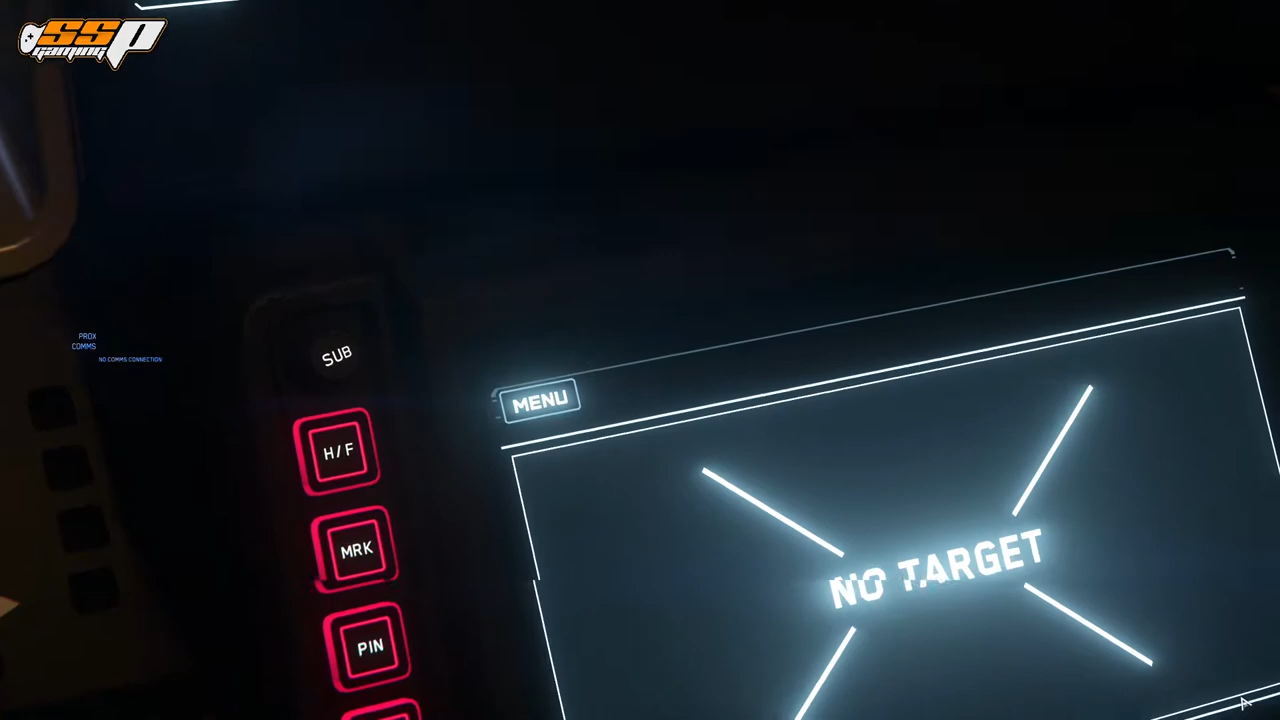 SSP
GAMING
PROX
COMMS
NO COMMS CONNECTION
SUB
H/F
MRK
PIN
MENU
NO TARGET